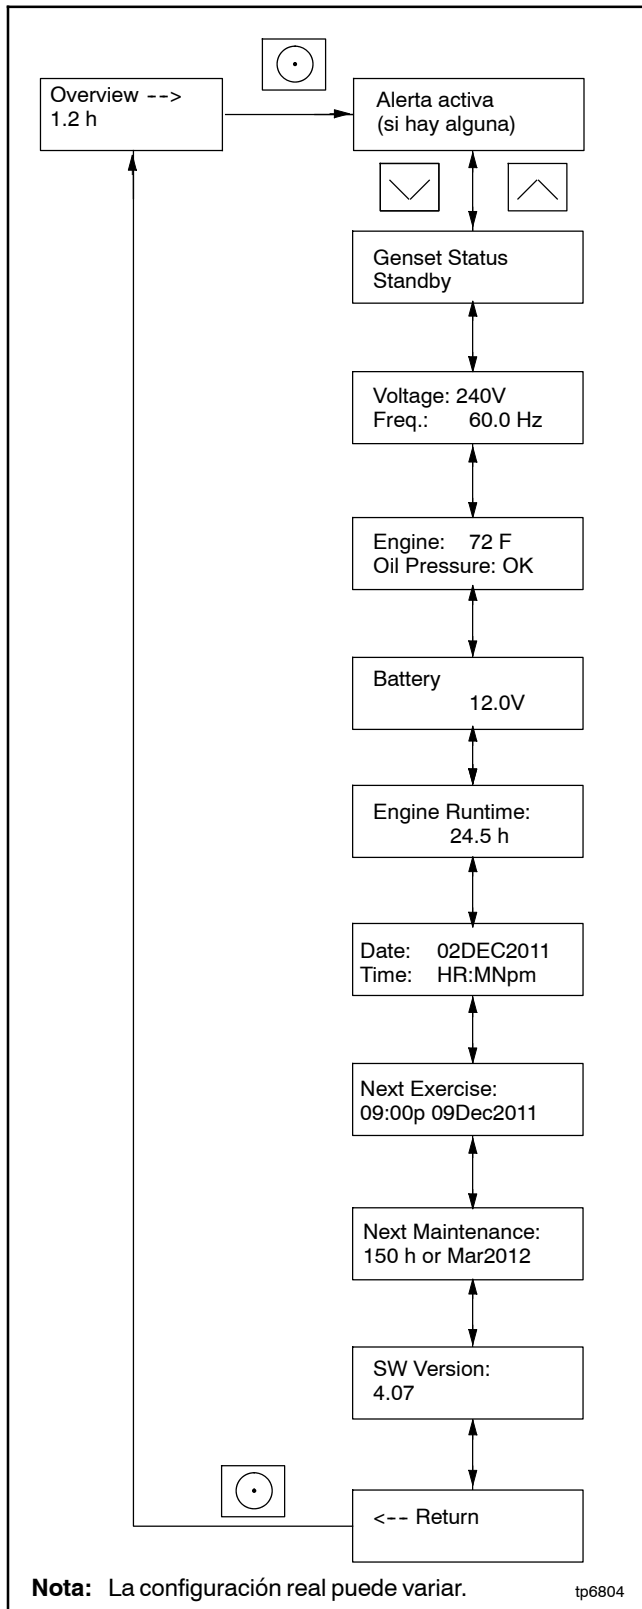 Overview -->
1.2 h
Alerta activa
(si hay alguna)
Genset Status
Standby
Voltage: 240V
Freq.: 60.0 Hz
Engine: 72 F
Oil Pressure: OK
Battery
12.0V
Engine Runtime:
24.5 h
Date: 02DEC2011
Time: HR:MNpm
Next Exercise:
09:00p 09Dec2011
Next Maintenance:
150 h or Mar2012
SW Version:
4.07
<-- Return
Nota: La configuración real puede variar.
tp6804